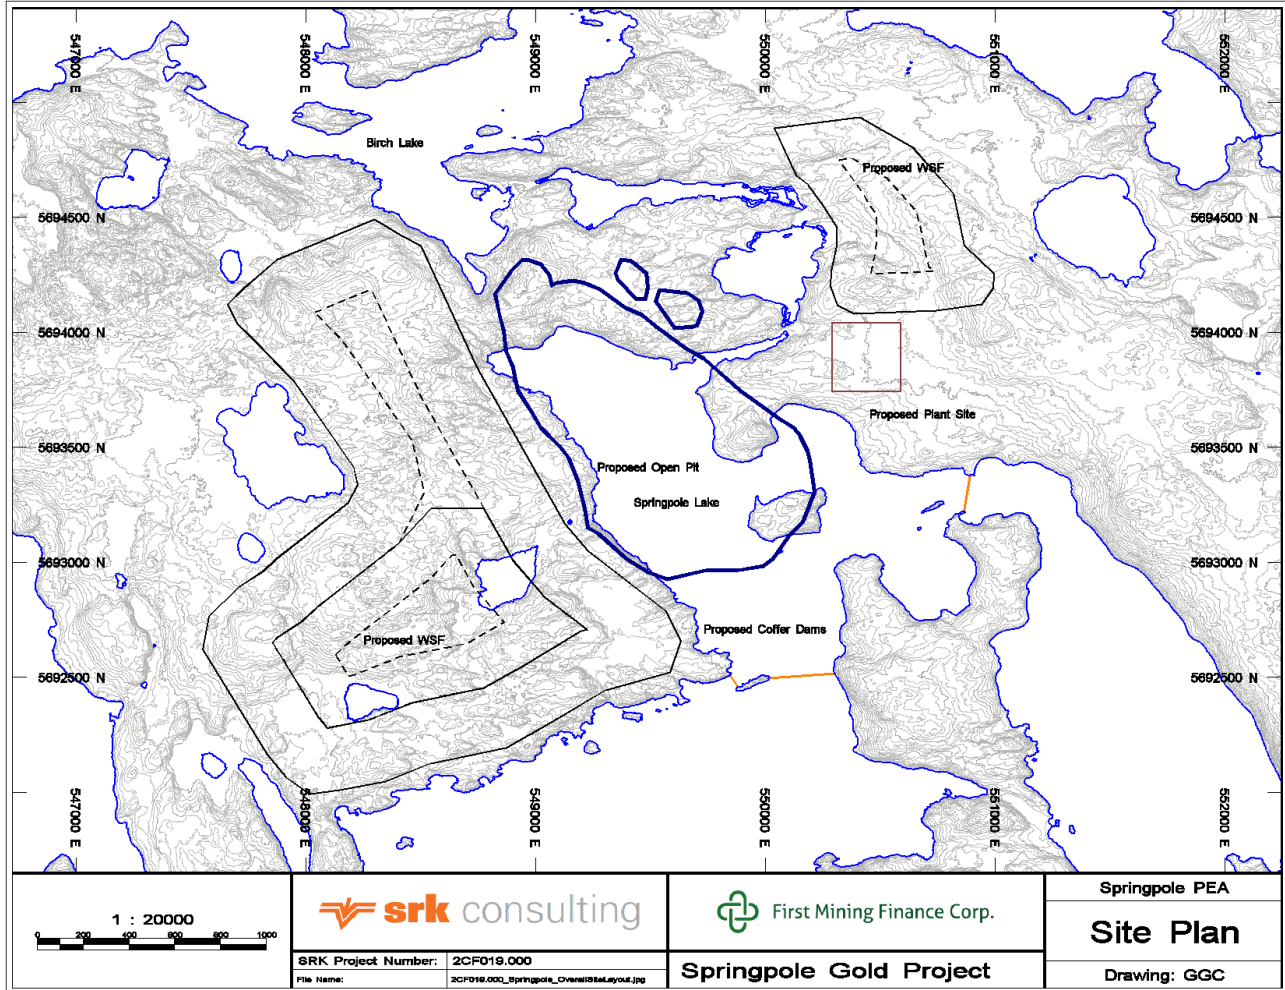 547000 E
548000 E
549000 E
550000 E
551000 E
552000 E
Birch Lake
Proposed WSF
5694500 N
5694500 N
5694000 N
5694000 N
Proposed Plant Site
5693500 N
5693500 N
Proposed Open Pit
Springpole Lake
5693000 N
5693000 N
Proposed Coffer Dams
Proposed WSF
5692500 N
5692500 N
547000 E
548000 E
549000 E
550000 E
551000 E
552000 E
1 : 20000
0 200 400 600 800 1000
srk consulting
First Mining Finance Corp.
Springpole PEA
Site Plan
SRK Project Number: 2CF019.000
File Name: 2CF019.000_Springpole_OverallSiteLayout.jpg
Springpole Gold Project
Drawing: GGC